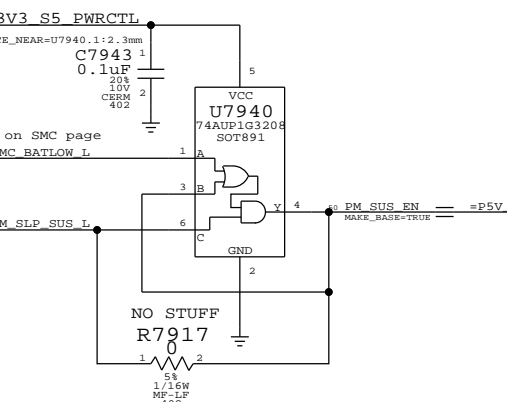 3V3_S5_PWRCTL
CE_NEAR=U7940.1:2.3mm
C7943
1
0.1uF
20%
10V
2
CERM
402
5
VCC
U7940
74AUP1G3208
SOT891
on SMC page
MC_BATLOW_L
1
A
3
B
M_SLP_SUS_L
6
C
Y
4
PM_SUS_EN
=P5V_
MAKE_BASE=TRUE
GND
2
NO STUFF
R7917
0
1
2
5%
1/16W
MF-LF